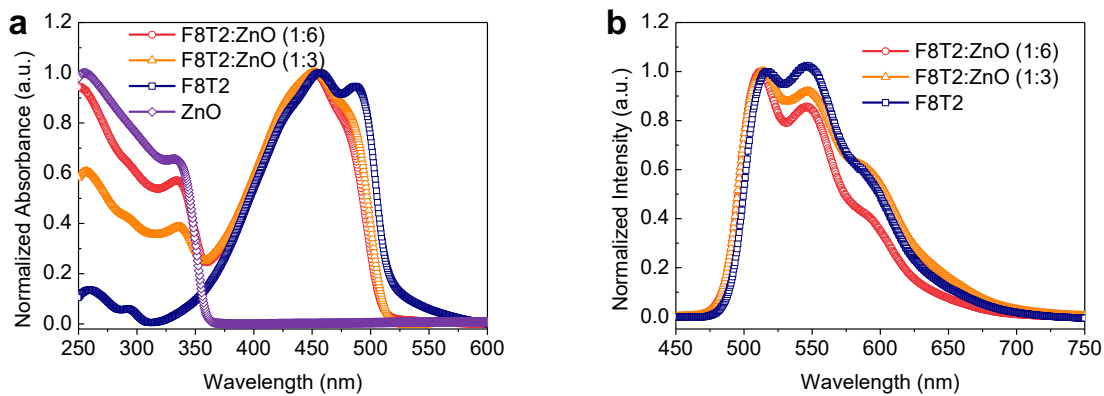 a
1.2
1.0
0.8
0.6
0.4
0.2
0.0
Normalized Absorbance (a.u.)
F8T2:ZnO (1:6)
F8T2:ZnO (1:3)
F8T2
ZnO
250 300 350 400 450 500 550 600
Wavelength (nm)
b
1.2
1.0
0.8
0.6
0.4
0.2
0.0
Normalized Intensity (a.u.)
F8T2:ZnO (1:6)
F8T2:ZnO (1:3)
F8T2
450 500 550 600 650 700 750
Wavelength (nm)